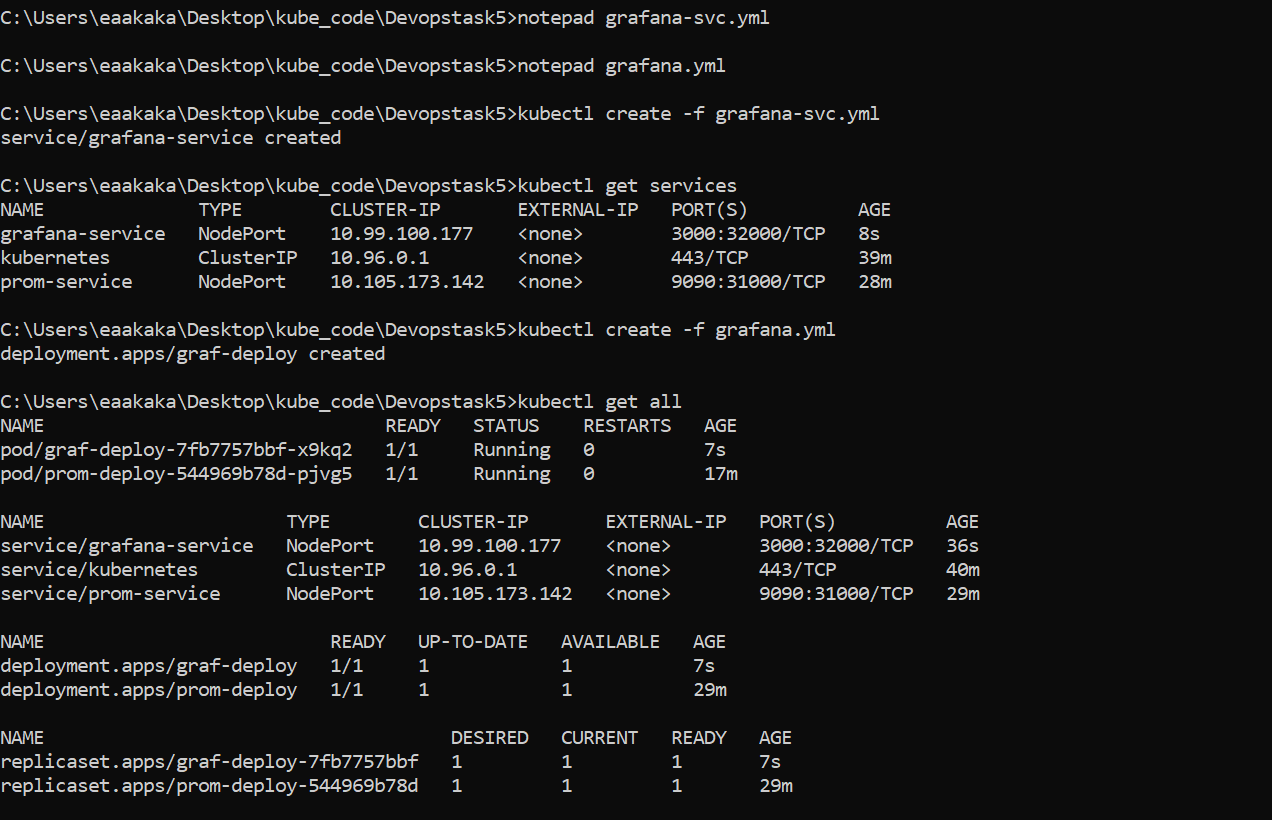 C:\Users\eaakaka\Desktop\kube_code\Devopstask5>notepad grafana-svc.yml
C:\Users\eaakaka\Desktop\kube_code\Devopstask5>notepad grafana.yml
C:\Users\eaakaka\Desktop\kube_code\Devopstask5>kubectl create -f grafana-svc.yml
service/grafana-service created
C:\Users\eaakaka\Desktop\kube_code\Devopstask5>kubectl get services
NAME              TYPE        CLUSTER-IP       EXTERNAL-IP   PORT(S)          AGE
grafana-service   NodePort    10.99.100.177    <none>        3000:32000/TCP   8s
kubernetes        ClusterIP   10.96.0.1        <none>        443/TCP          39m
prom-service      NodePort    10.105.173.142   <none>        9090:31000/TCP   28m
C:\Users\eaakaka\Desktop\kube_code\Devopstask5>kubectl create -f grafana.yml
deployment.apps/graf-deploy created
C:\Users\eaakaka\Desktop\kube_code\Devopstask5>kubectl get all
NAME                               READY   STATUS    RESTARTS   AGE
pod/graf-deploy-7fb7757bbf-x9kq2   1/1     Running   0          7s
pod/prom-deploy-544969b78d-pjvg5   1/1     Running   0          17m
NAME                      TYPE        CLUSTER-IP       EXTERNAL-IP   PORT(S)          AGE
service/grafana-service   NodePort    10.99.100.177    <none>        3000:32000/TCP   36s
service/kubernetes        ClusterIP   10.96.0.1        <none>        443/TCP          40m
service/prom-service      NodePort    10.105.173.142   <none>        9090:31000/TCP   29m
NAME                          READY   UP-TO-DATE   AVAILABLE   AGE
deployment.apps/graf-deploy   1/1     1            1           7s
deployment.apps/prom-deploy   1/1     1            1           29m
NAME                                     DESIRED   CURRENT   READY   AGE
replicaset.apps/graf-deploy-7fb7757bbf   1         1         1       7s
replicaset.apps/prom-deploy-544969b78d   1         1         1       29m